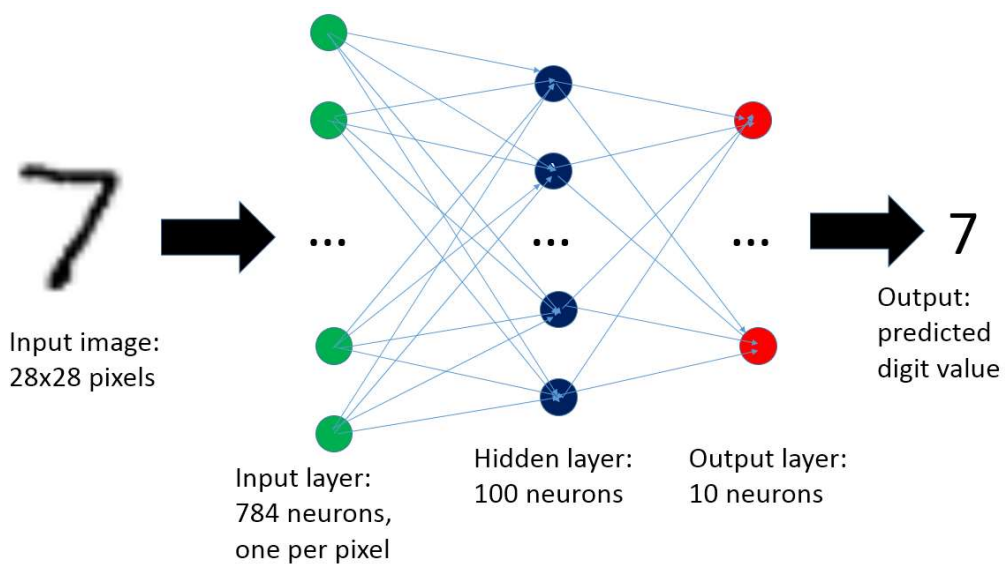 7
Input image:
28x28 pixels
...
Input layer:
784 neurons,
one per pixel
...
Hidden layer:
100 neurons
...
Output layer:
10 neurons
7
Output:
predicted
digit value